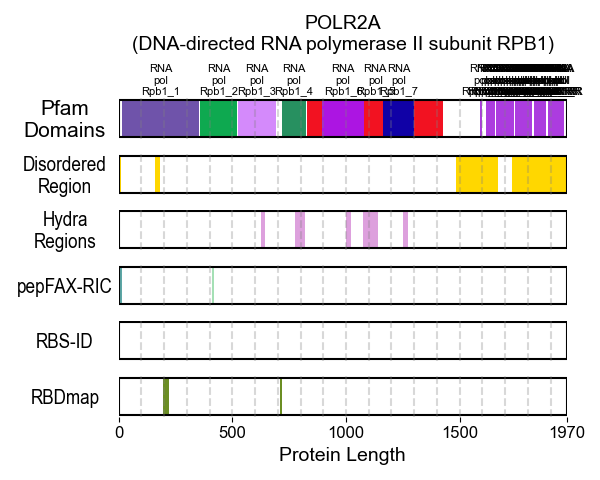 POLR2A
(DNA-directed RNA polymerase II subunit RPB1)
RNA pol Rpb1_1
RNA pol Rpb1_2
RNA pol Rpb1_3
RNA pol Rpb1_4
RNA pol Rpb1_6
RNA pol Rpb1_5
RNA pol Rpb1_7
Pfam
Domains
Disordered
Region
Hydra
Regions
pepFAX-RIC
RBS-ID
RBDmap
0 500 1000 1500 1970
Protein Length